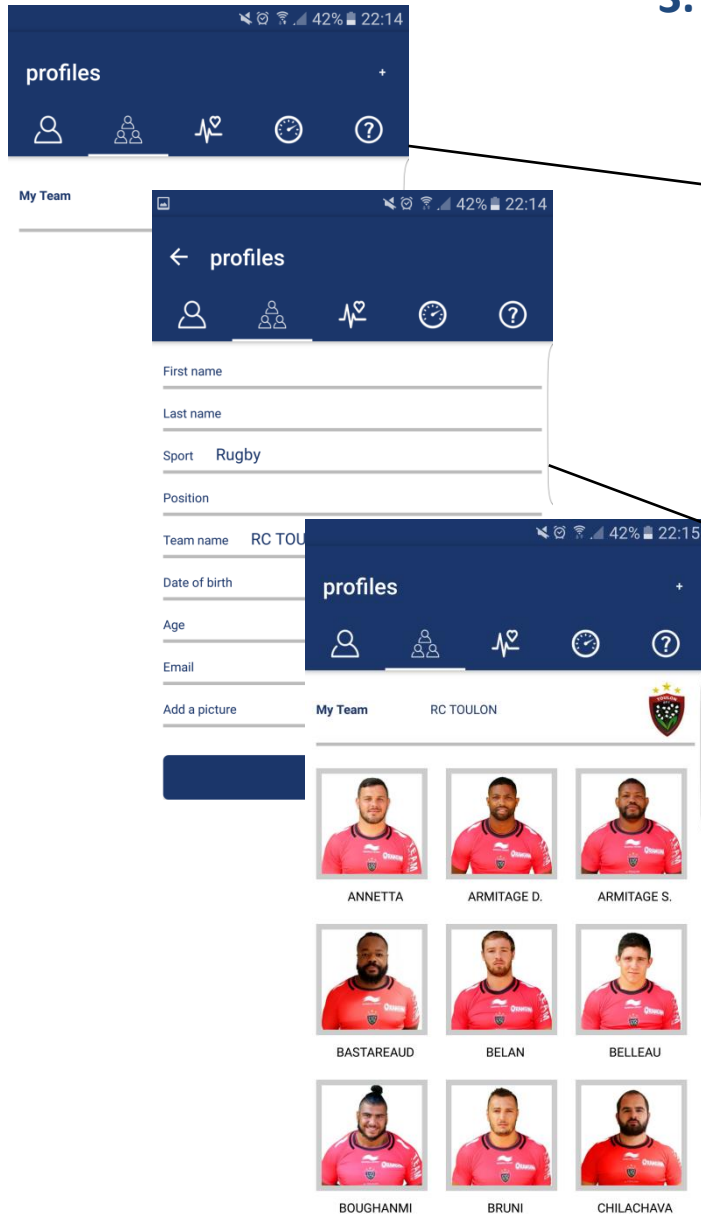 3.
42% 22:14
profiles +
My Team
42% 22:14
profiles
First name
Last name
Sport Rugby
Position
Team name RC TOU
Date of birth
Age
Email
Add a picture
42% 22:15
profiles +
My Team RC TOULON
TOULON
ANNETTA ARMITAGE D. ARMITAGE S.
BASTAREAUD BELAN BELLEAU
BOUGHANMI BRUNI CHILACHAVA